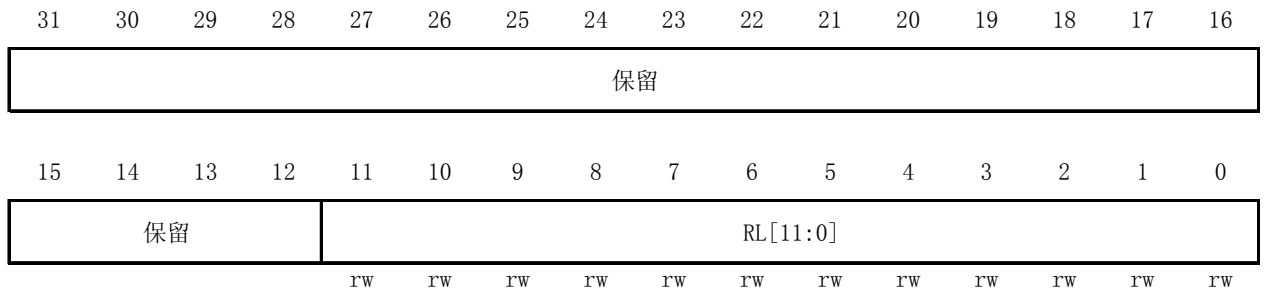 31 30 29 28 27 26 25 24 23 22 21 20 19 18 17 16
保留
15 14 13 12 11 10 9 8 7 6 5 4 3 2 1 0
保留 RL[11:0]
rw rw rw rw rw rw rw rw rw rw rw rw